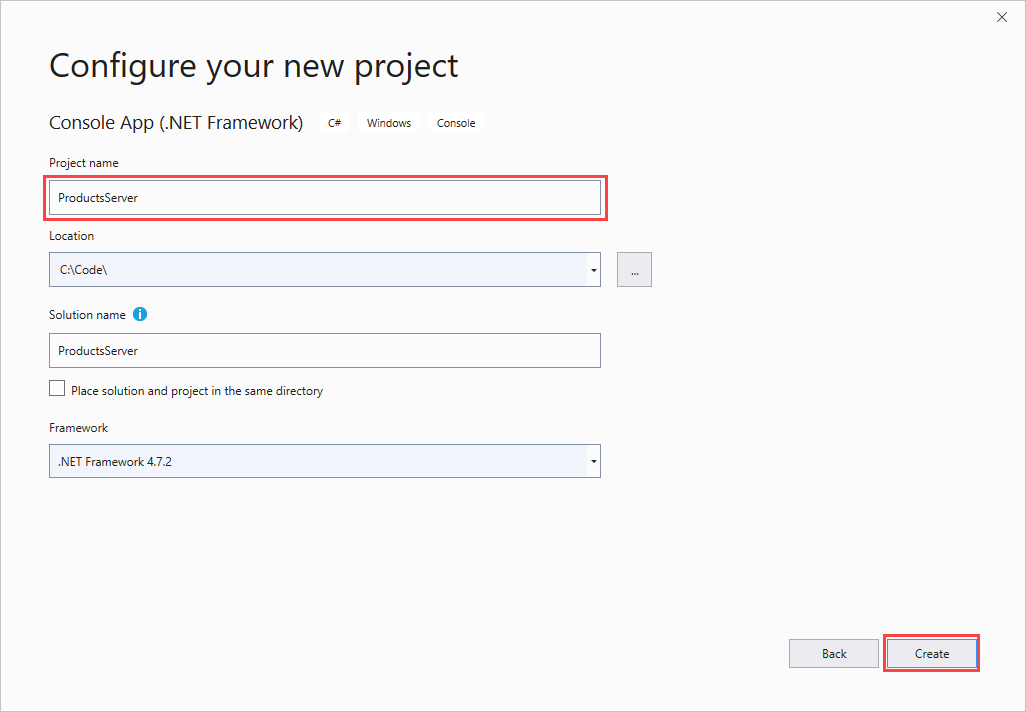 Configure your new project
Console App (.NET Framework) C# Windows Console
Project name
ProductsServer
Location
C:\Code\
...
Solution name i
ProductsServer
Place solution and project in the same directory
Framework
.NET Framework 4.7.2
Back Create